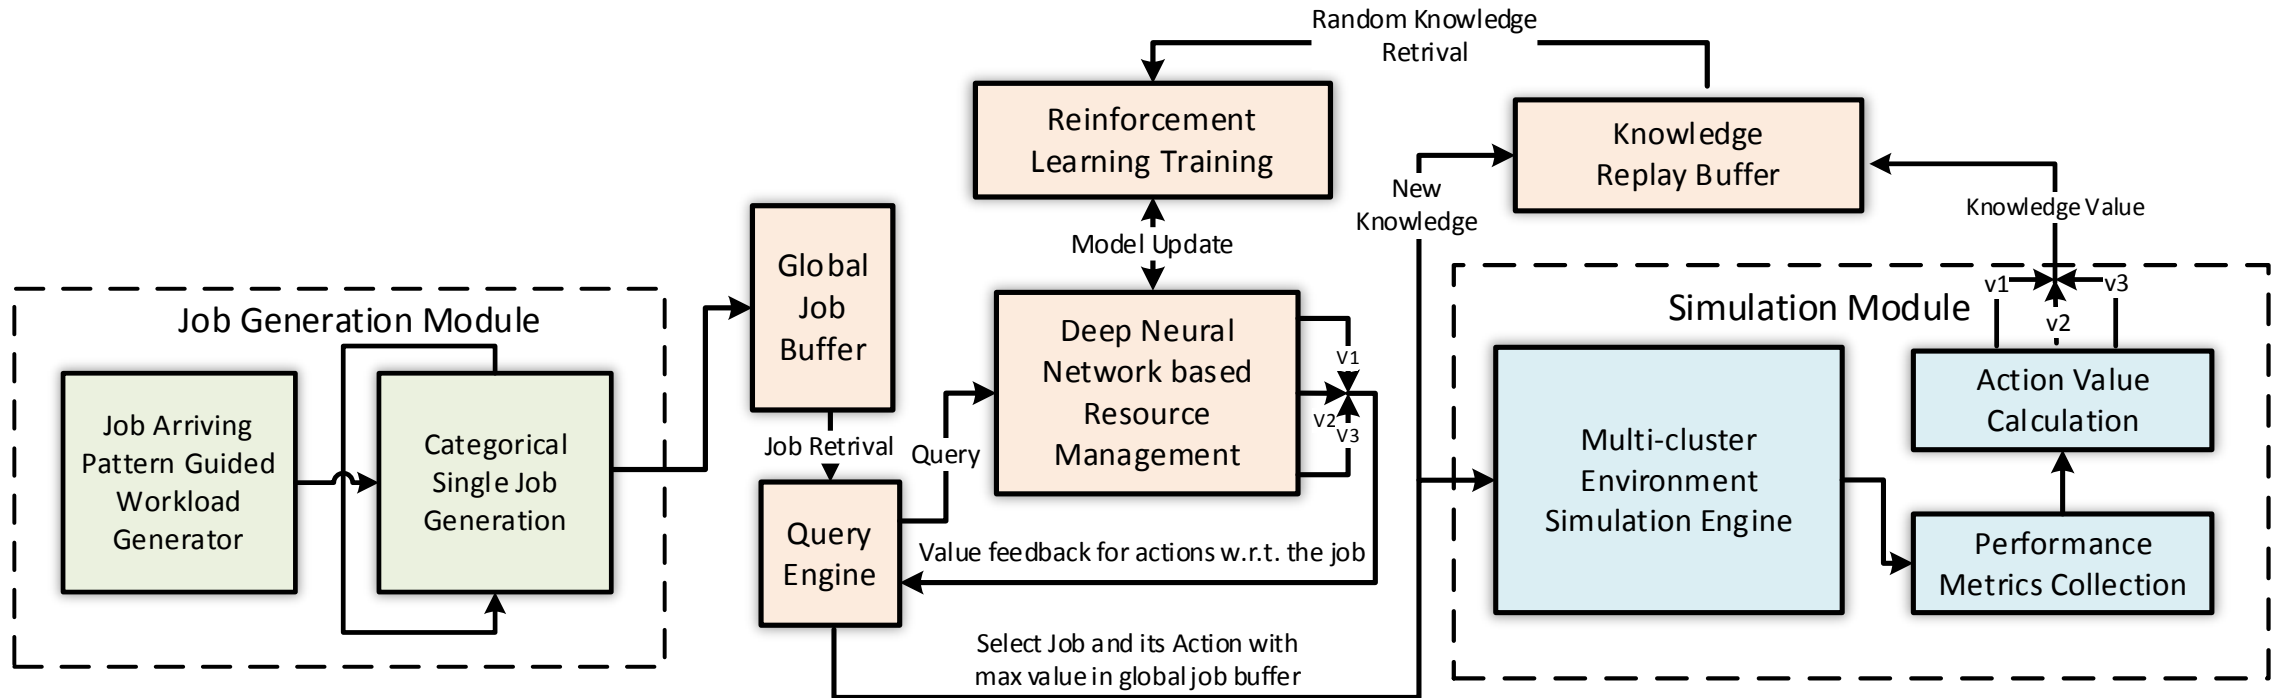 Random Knowledge
Retrival
Reinforcement
Learning Training
Knowledge
Replay Buffer
New
Knowledge
Knowledge Value
Model Update
Global
Job
Buffer
Job Generation Module
Job Arriving
Pattern Guided
Workload
Generator
Categorical
Single Job
Generation
Job Retrival
Query
Engine
Query
Deep Neural
Network based
Resource
Management
V1
V2
V3
Value feedback for actions w.r.t. the job
Select Job and its Action with
max value in global job buffer
Simulation Module
v1
v2
v3
Multi-cluster
Environment
Simulation Engine
Action Value
Calculation
Performance
Metrics Collection